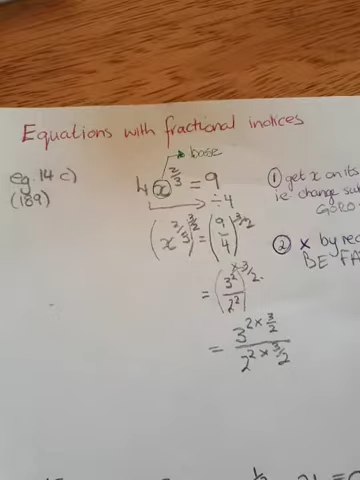 Equations with fractional indices
base
eg. 14 c)
(189)
4x^(2/3) = 9
÷4
① get x on its
ie change su
(x^(2/3))^(3/2) = (9/4)^(3/2)
② x by rec
BE FA
= (3²/2²)^(×3/2)
= 3^(2×3/2) / 2^(2×3/2)